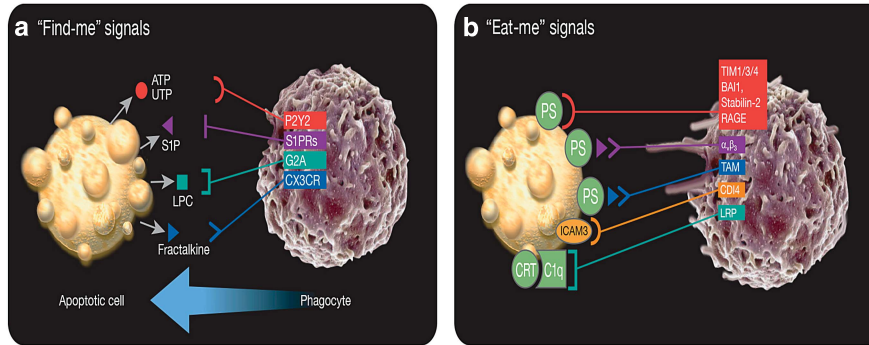 a "Find-me" signals
ATP
UTP
S1P
LPC
Fractalkine
P2Y2
S1PRs
G2A
CX3CR
Apoptotic cell
Phagocyte
b "Eat-me" signals
PS
PS
PS
ICAM3
CRT C1q
TIM1/3/4
BAI1,
Stabilin-2
RAGE
αvβ3
TAM
CDI4
LRP